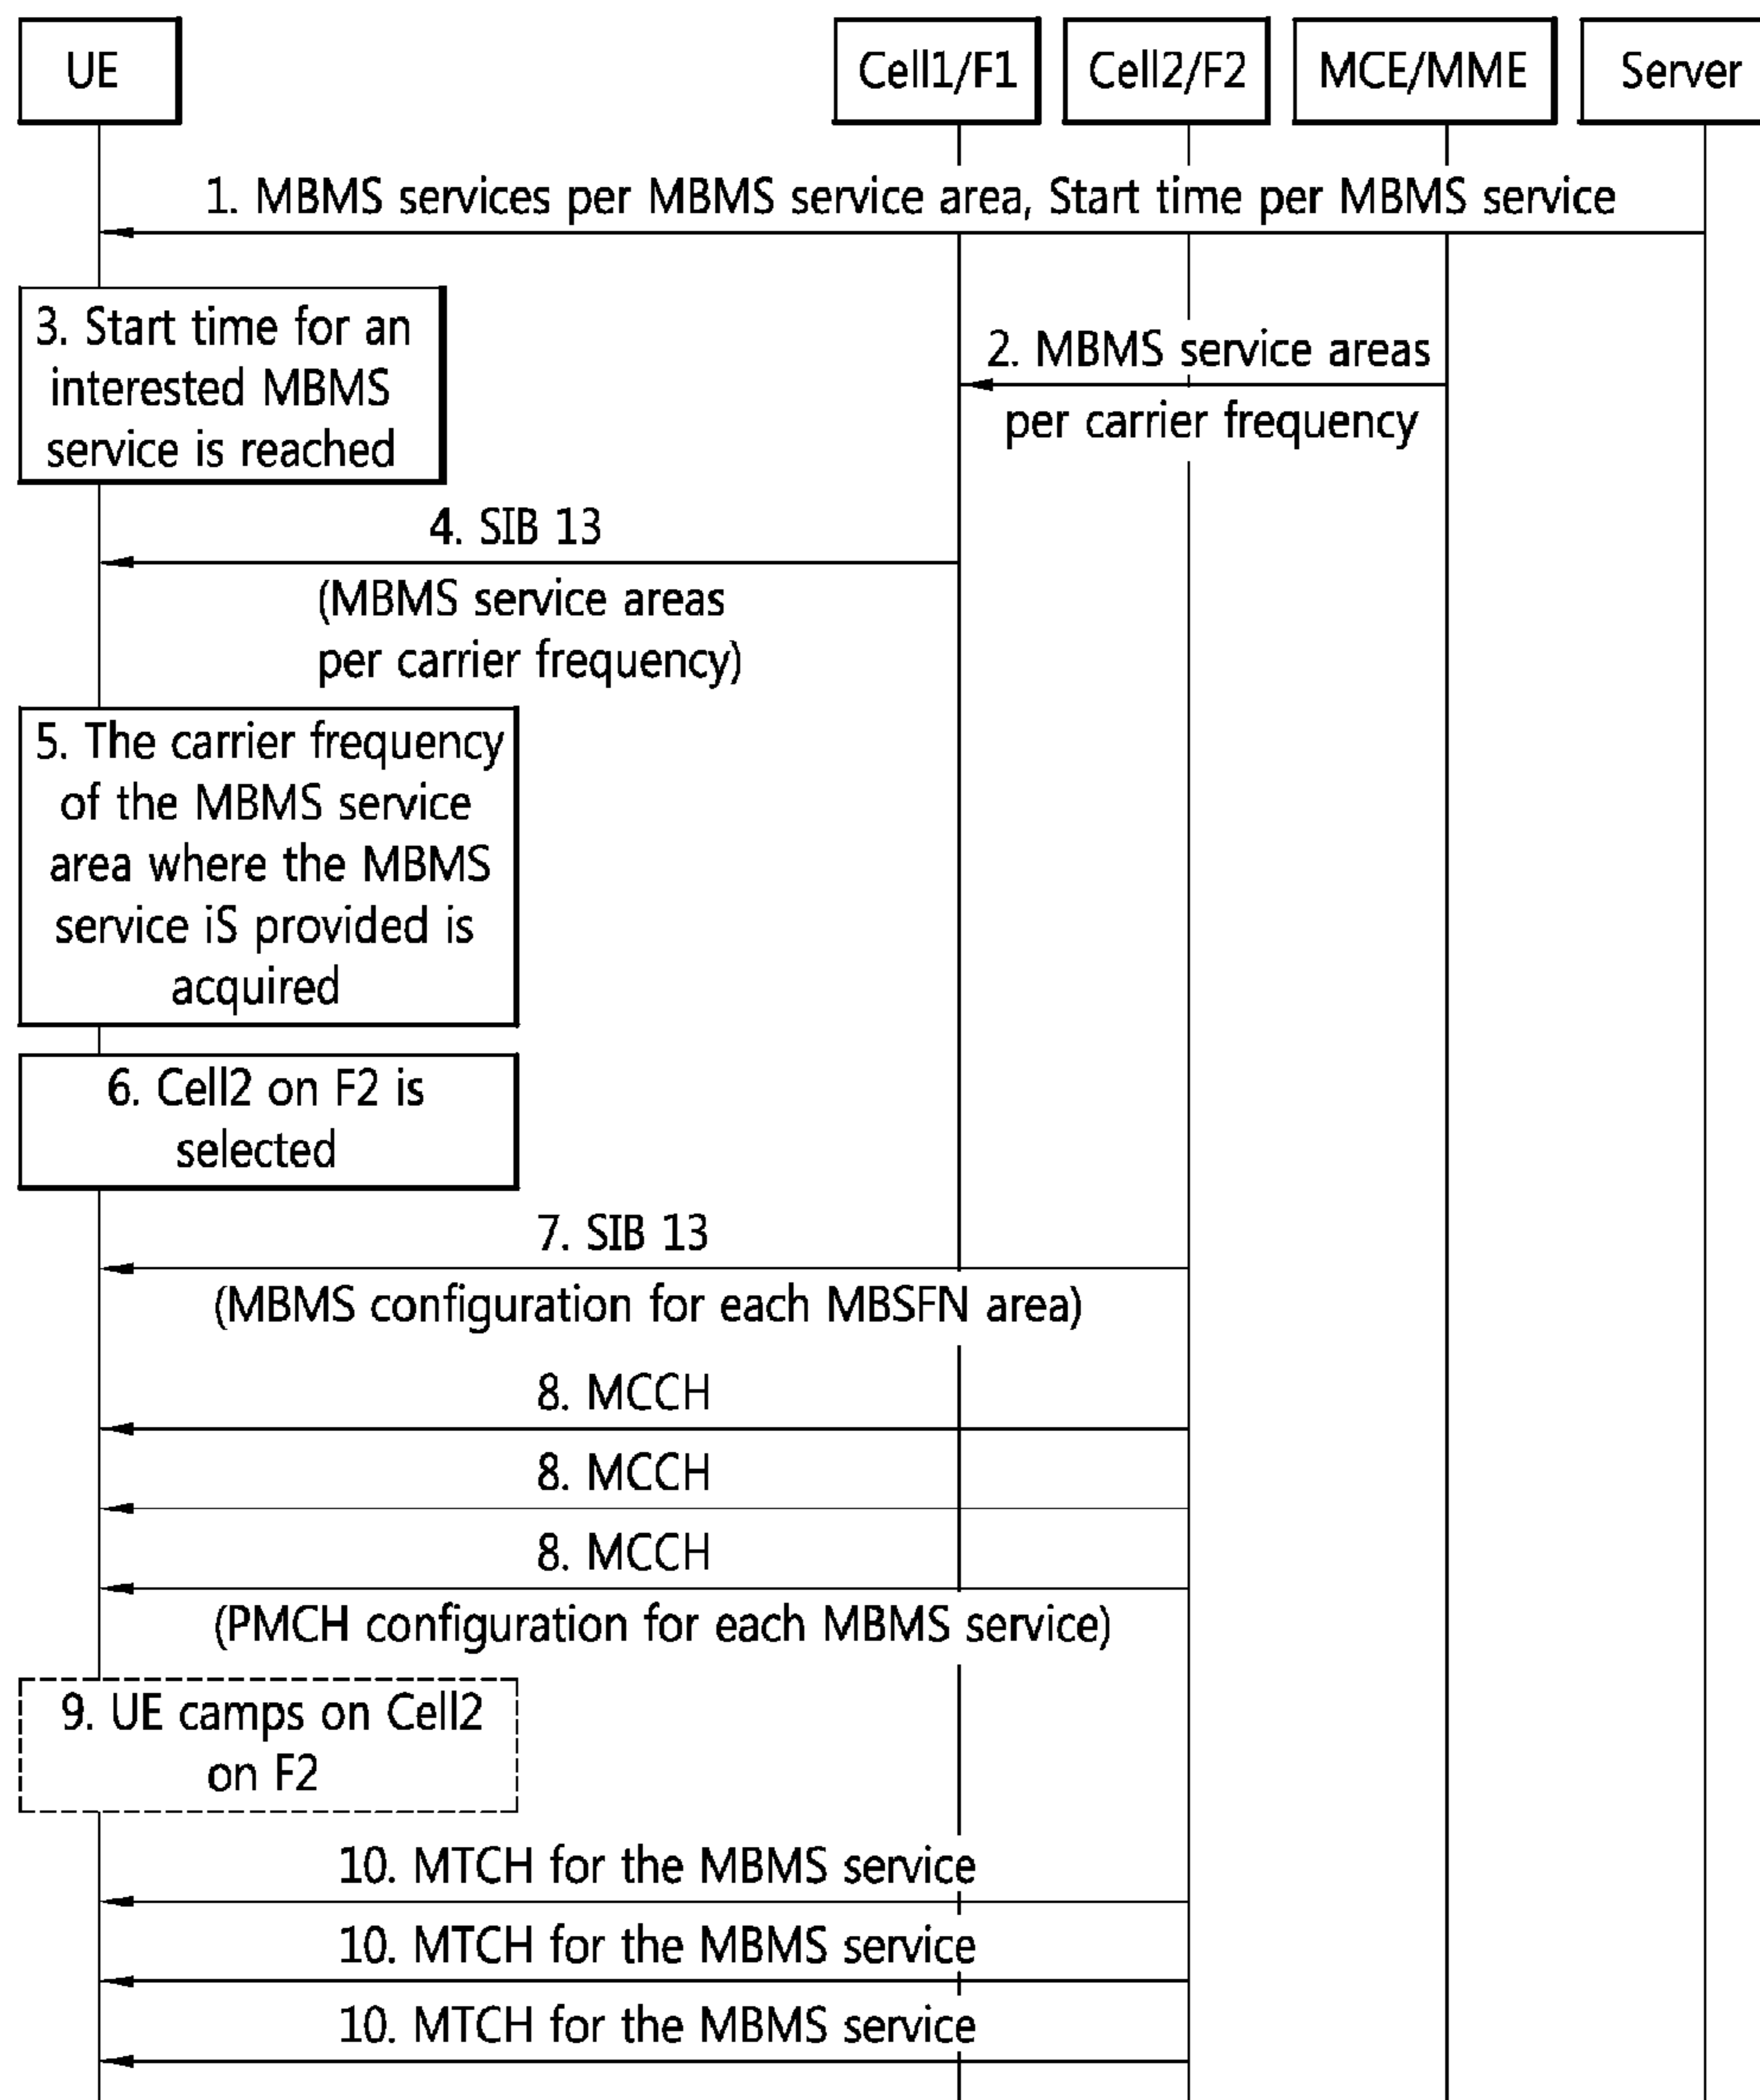 UE
Cell1/F1
Cell2/F2
MCE/MME
Server
1. MBMS services per MBMS service area, Start time per MBMS service
3. Start time for an
interested MBMS
service is reached
2. MBMS service areas
per carrier frequency
4. SIB 13
(MBMS service areas
per carrier frequency)
5. The carrier frequency
of the MBMS service
area where the MBMS
service iS provided is
acquired
6. Cell2 on F2 is
selected
7. SIB 13
(MBMS configuration for each MBSFN area)
8. MCCH
8. MCCH
8. MCCH
(PMCH configuration for each MBMS service)
9. UE camps on Cell2
on F2
10. MTCH for the MBMS service
10. MTCH for the MBMS service
10. MTCH for the MBMS service